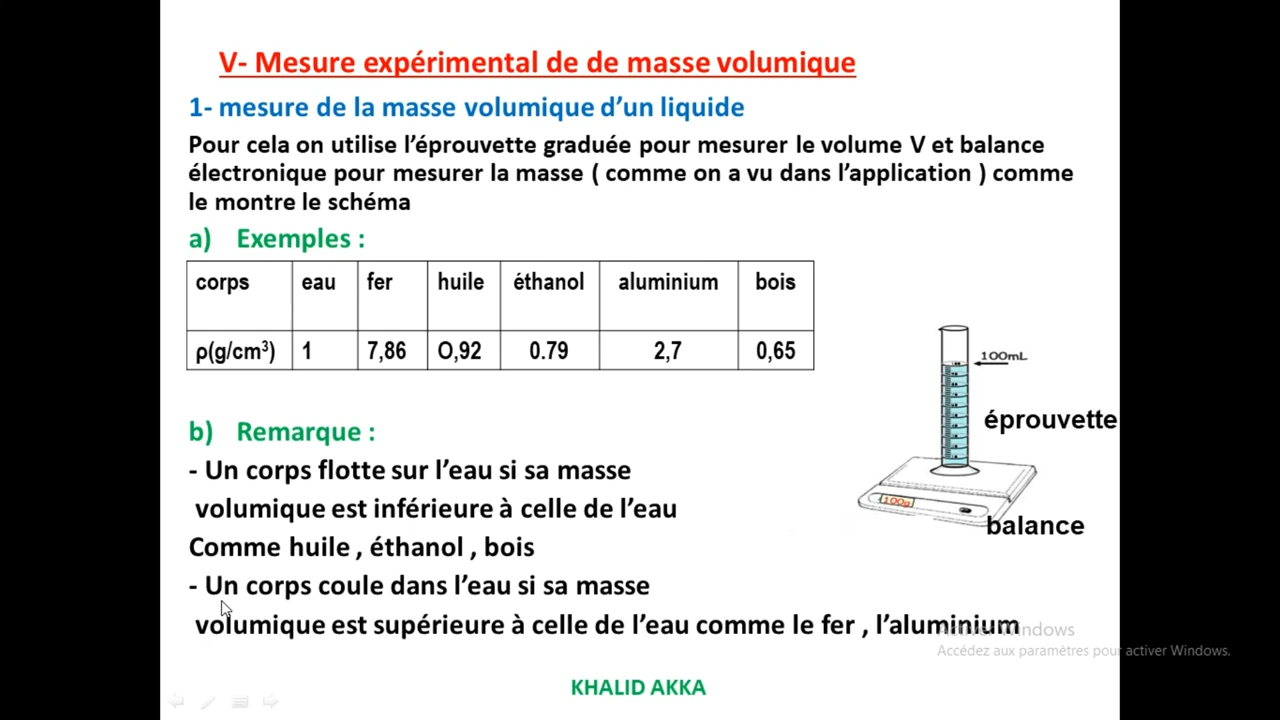 V- Mesure expérimental de de masse volumique
1- mesure de la masse volumique d’un liquide
Pour cela on utilise l’éprouvette graduée pour mesurer le volume V et balance
électronique pour mesurer la masse ( comme on a vu dans l’application ) comme
le montre le schéma
a) Exemples :
corps eau fer huile éthanol aluminium bois
ρ(g/cm³) 1 7,86 O,92 0.79 2,7 0,65
100mL
éprouvette
100g
balance
b) Remarque :
- Un corps flotte sur l’eau si sa masse
volumique est inférieure à celle de l’eau
Comme huile , éthanol , bois
- Un corps coule dans l’eau si sa masse
volumique est supérieure à celle de l’eau comme le fer , l’aluminium
Activer Windows
Accédez aux paramètres pour activer Windows.
KHALID AKKA